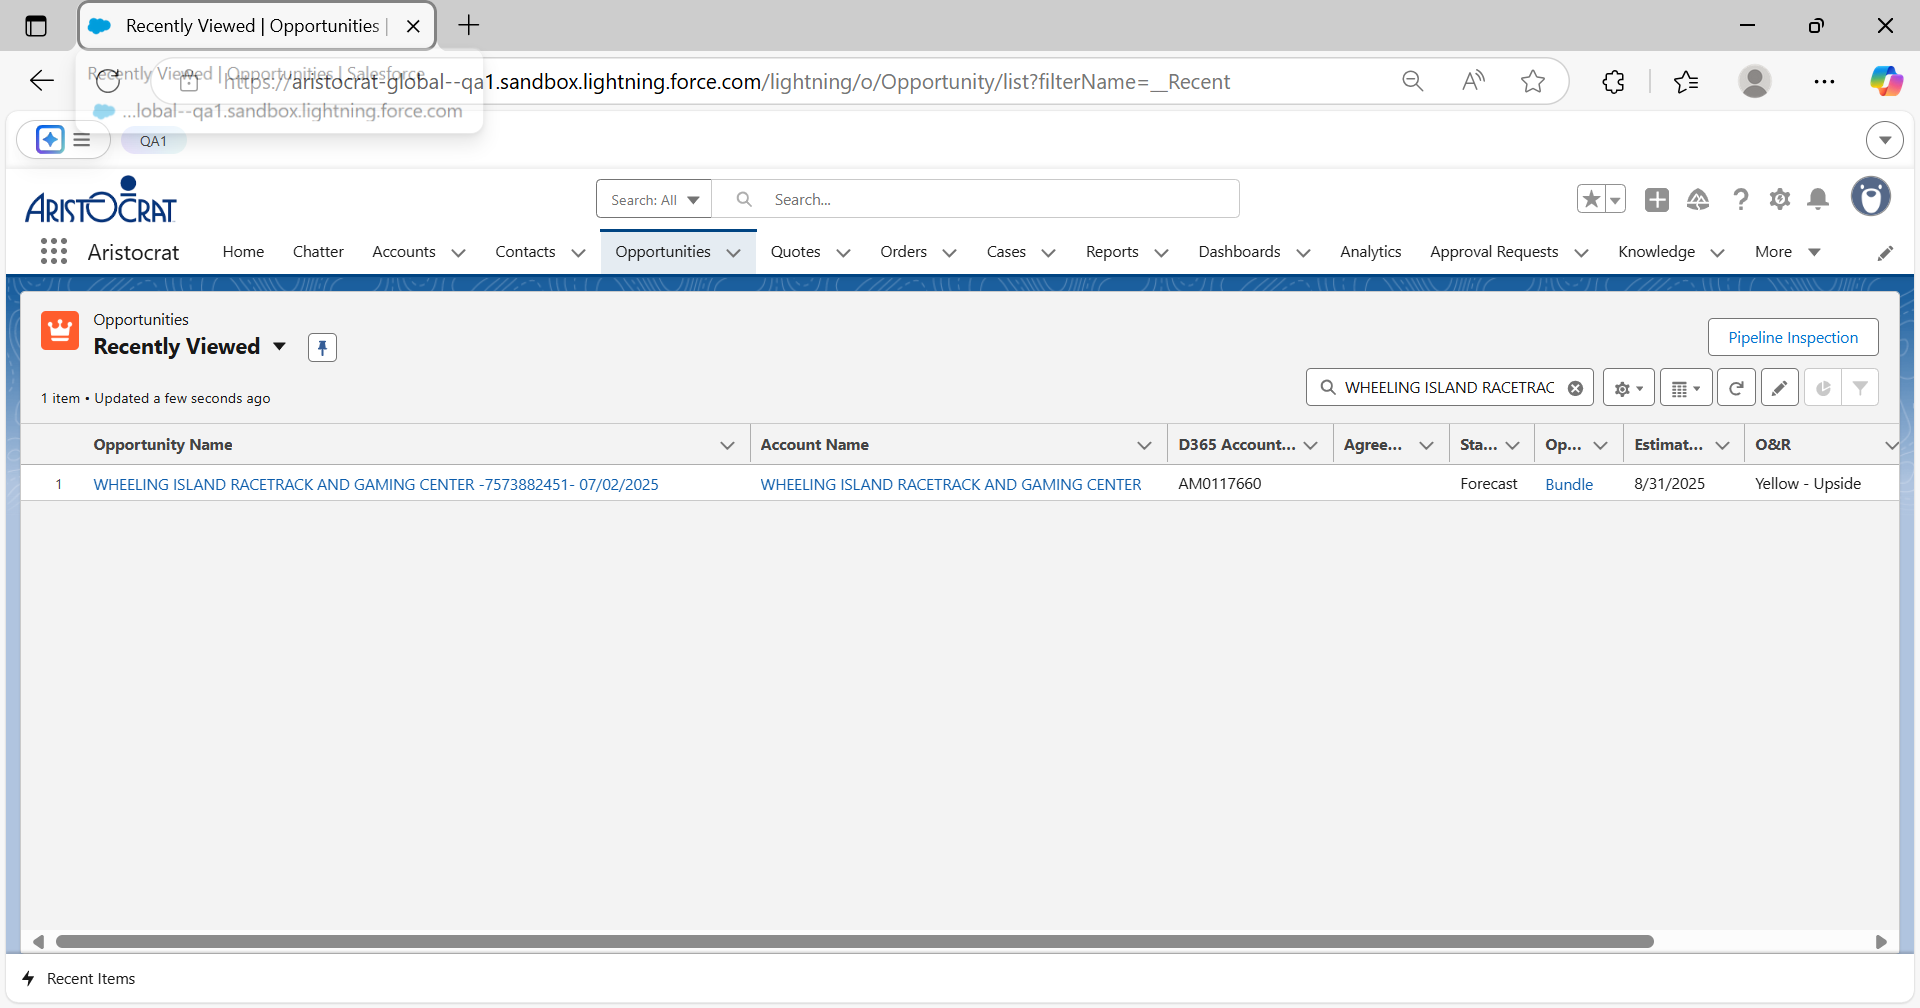 Recently Viewed | Opportunities |
Recently Viewed | Opportunities | Salesforce
https://aristocrat-global--qa1.sandbox.lightning.force.com/lightning/o/Opportunity/list?filterName=__Recent
...lobal--qa1.sandbox.lightning.force.com
QA1
ARISTOCRAT
Search: All
Search...
Aristocrat
Home
Chatter
Accounts
Contacts
Opportunities
Quotes
Orders
Cases
Reports
Dashboards
Analytics
Approval Requests
Knowledge
More
Opportunities
Recently Viewed
Pipeline Inspection
1 item • Updated a few seconds ago
WHEELING ISLAND RACETRAC
Opportunity Name
Account Name
D365 Account...
Agree...
Sta...
Op...
Estimat...
O&R
1
WHEELING ISLAND RACETRACK AND GAMING CENTER -7573882451- 07/02/2025
WHEELING ISLAND RACETRACK AND GAMING CENTER
AM0117660
Forecast
Bundle
8/31/2025
Yellow - Upside
Recent Items